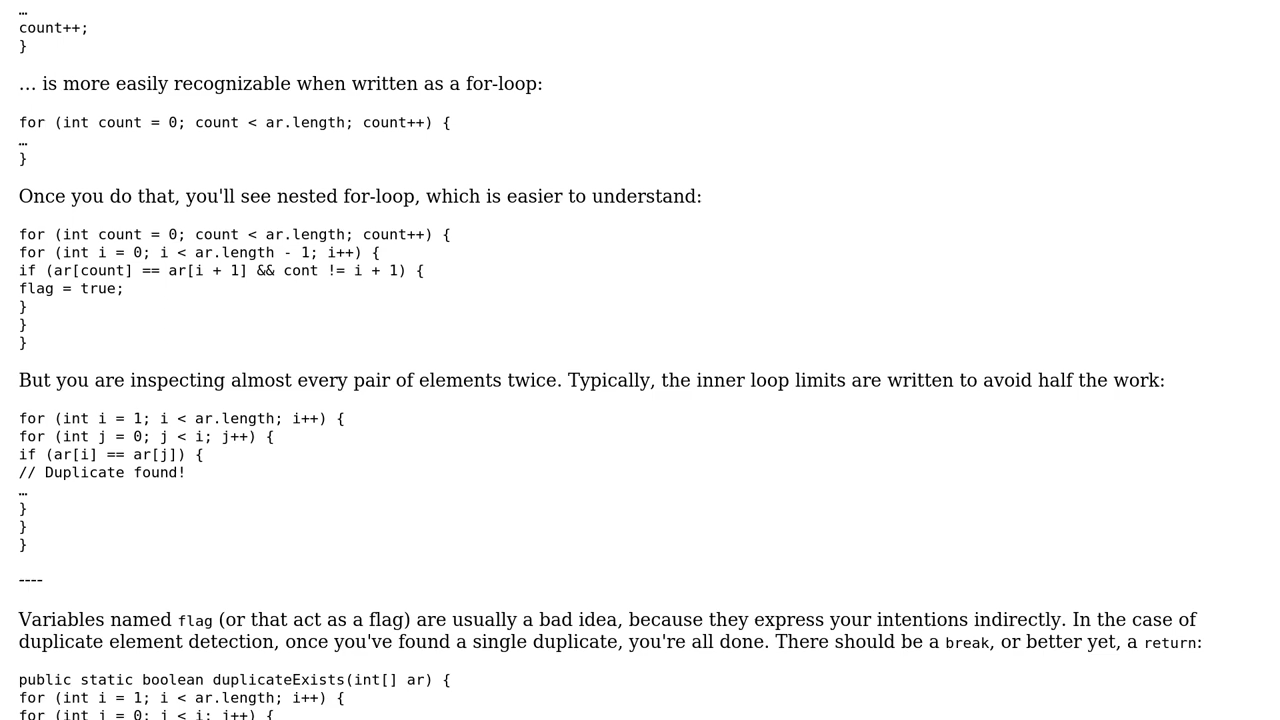 …
count++;
}
… is more easily recognizable when written as a for-loop:
for (int count = 0; count < ar.length; count++) {
…
}
Once you do that, you'll see nested for-loop, which is easier to understand:
for (int count = 0; count < ar.length; count++) {
for (int i = 0; i < ar.length - 1; i++) {
if (ar[count] == ar[i + 1] && cont != i + 1) {
flag = true;
}
}
}
But you are inspecting almost every pair of elements twice. Typically, the inner loop limits are written to avoid half the work:
for (int i = 1; i < ar.length; i++) {
for (int j = 0; j < i; j++) {
if (ar[i] == ar[j]) {
// Duplicate found!
…
}
}
}
----
Variables named flag (or that act as a flag) are usually a bad idea, because they express your intentions indirectly. In the case of
duplicate element detection, once you've found a single duplicate, you're all done. There should be a break, or better yet, a return:
public static boolean duplicateExists(int[] ar) {
for (int i = 1; i < ar.length; i++) {
for (int j = 0; j < i; j++) {